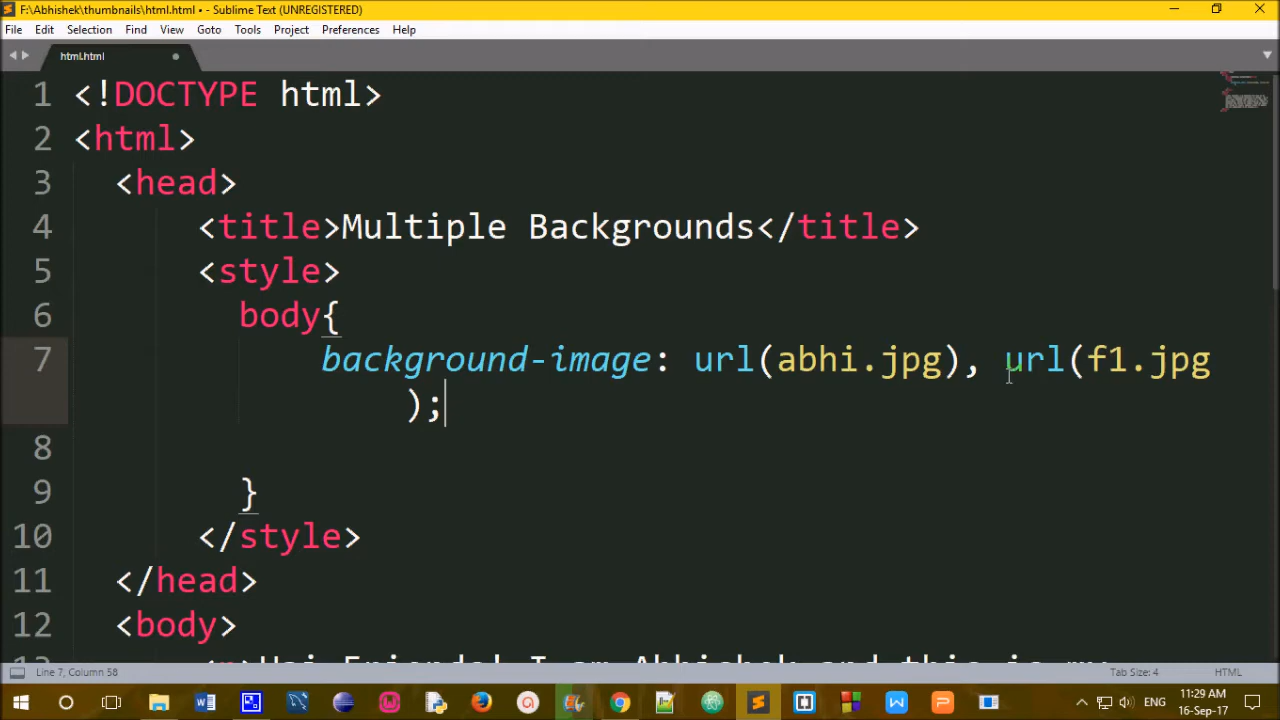 F:\Abhishek\thumbnails\html.html • - Sublime Text (UNREGISTERED)
File Edit Selection Find View Goto Tools Project Preferences Help
html.html
1 <!DOCTYPE html>
2 <html>
3 <head>
4 <title>Multiple Backgrounds</title>
5 <style>
6 body{
7 background-image: url(abhi.jpg), url(f1.jpg
);
8
9 }
10 </style>
11 </head>
12 <body>
Line 7, Column 58 Tab Size: 4 HTML
ENG 11:29 AM
16-Sep-17